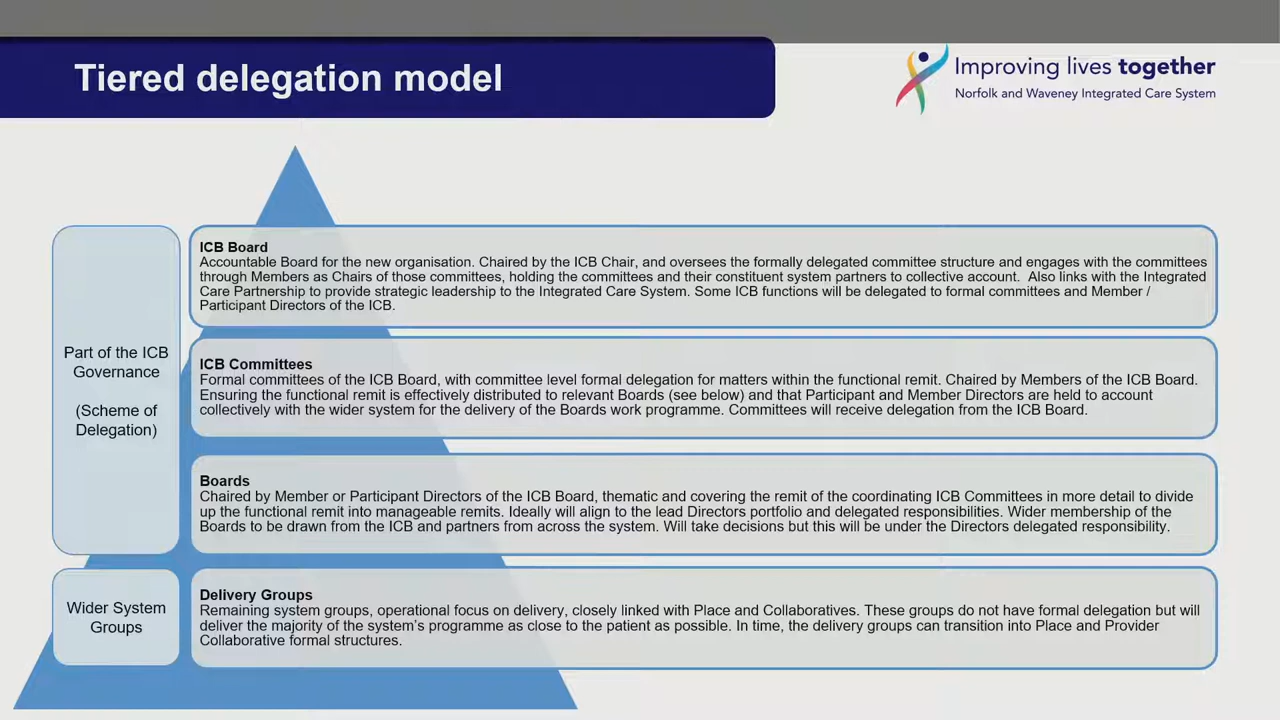 Tiered delegation model
Improving lives together
Norfolk and Waveney Integrated Care System
Part of the ICB
Governance
(Scheme of
Delegation)
ICB Board
Accountable Board for the new organisation. Chaired by the ICB Chair, and oversees the formally delegated committee structure and engages with the committees
through Members as Chairs of those committees, holding the committees and their constituent system partners to collective account. Also links with the Integrated
Care Partnership to provide strategic leadership to the Integrated Care System. Some ICB functions will be delegated to formal committees and Member /
Participant Directors of the ICB.
ICB Committees
Formal committees of the ICB Board, with committee level formal delegation for matters within the functional remit. Chaired by Members of the ICB Board.
Ensuring the functional remit is effectively distributed to relevant Boards (see below) and that Participant and Member Directors are held to account
collectively with the wider system for the delivery of the Boards work programme. Committees will receive delegation from the ICB Board.
Boards
Chaired by Member or Participant Directors of the ICB Board, thematic and covering the remit of the coordinating ICB Committees in more detail to divide
up the functional remit into manageable remits. Ideally will align to the lead Directors portfolio and delegated responsibilities. Wider membership of the
Boards to be drawn from the ICB and partners from across the system. Will take decisions but this will be under the Directors delegated responsibility.
Wider System
Groups
Delivery Groups
Remaining system groups, operational focus on delivery, closely linked with Place and Collaboratives. These groups do not have formal delegation but will
deliver the majority of the system's programme as close to the patient as possible. In time, the delivery groups can transition into Place and Provider
Collaborative formal structures.